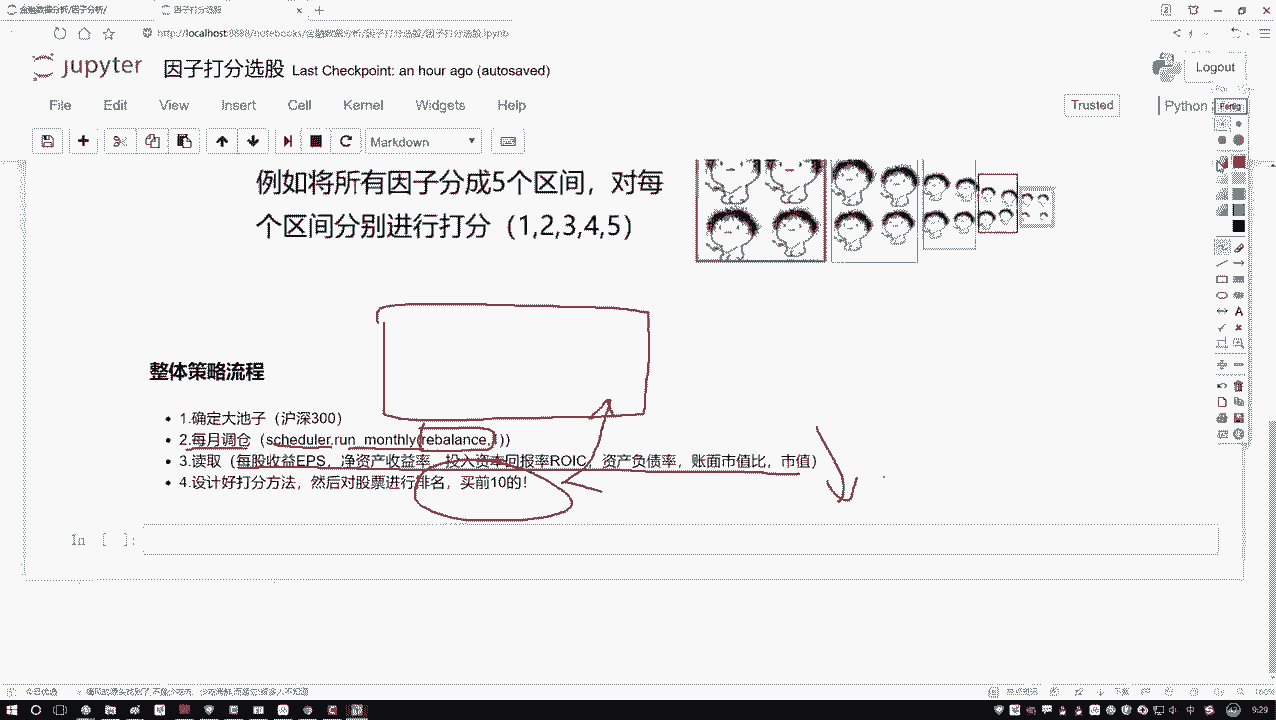 金融数据分析/因子分析/
因子打分选股
http://localhost:8888/notebooks/金融数据分析/因子打分选股/因子打分选股.ipynb
jupyter 因子打分选股 Last Checkpoint: an hour ago (autosaved)
Logout
File Edit View Insert Cell Kernel Widgets Help
Trusted Python
Fertig
Markdown
例如将所有因子分成5个区间，对每
个区间分别进行打分（1,2,3,4,5）
整体策略流程
1.确定大池子（沪深300）
2.每月调仓（scheduler.run_monthly(rebalance, ))
3.读取（每股收益EPS，净资产收益率，投入资本回报率ROIC，资产负债率，账面市值比，市值）
4.设计好打分方法，然后对股票进行排名，买前10的！
In [ ]:
今日优选
中
9:29